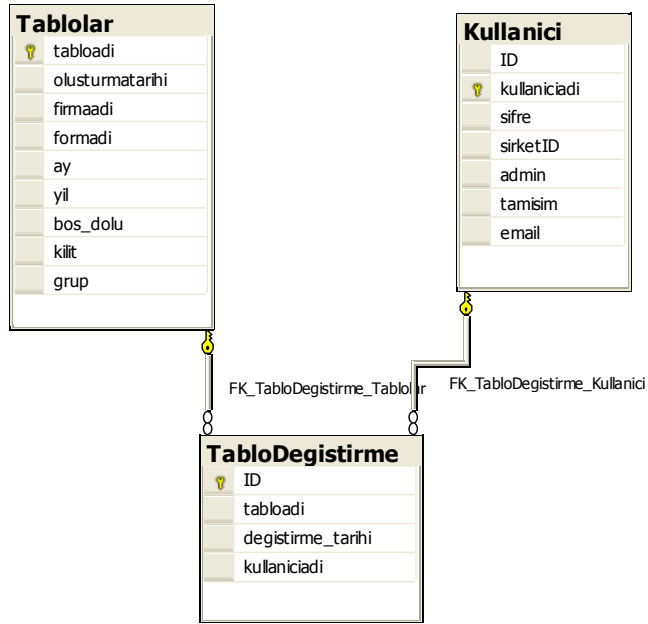 Tablolar
tabloadi
olusturmatarihi
firmaadi
formadi
ay
yil
bos_dolu
kilit
grup
Kullanici
ID
kullaniciadi
sifre
sirketID
admin
tamisim
email
FK_TabloDegistirme_Tablolar
FK_TabloDegistirme_Kullanici
TabloDegistirme
ID
tabloadi
degistirme_tarihi
kullaniciadi